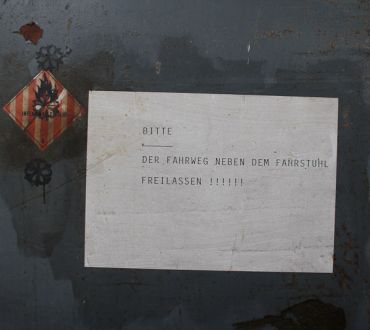 BITTE
DER FAHRWEG NEBEN DEM FAHRSTUHL
FREILASSEN !!!!!!